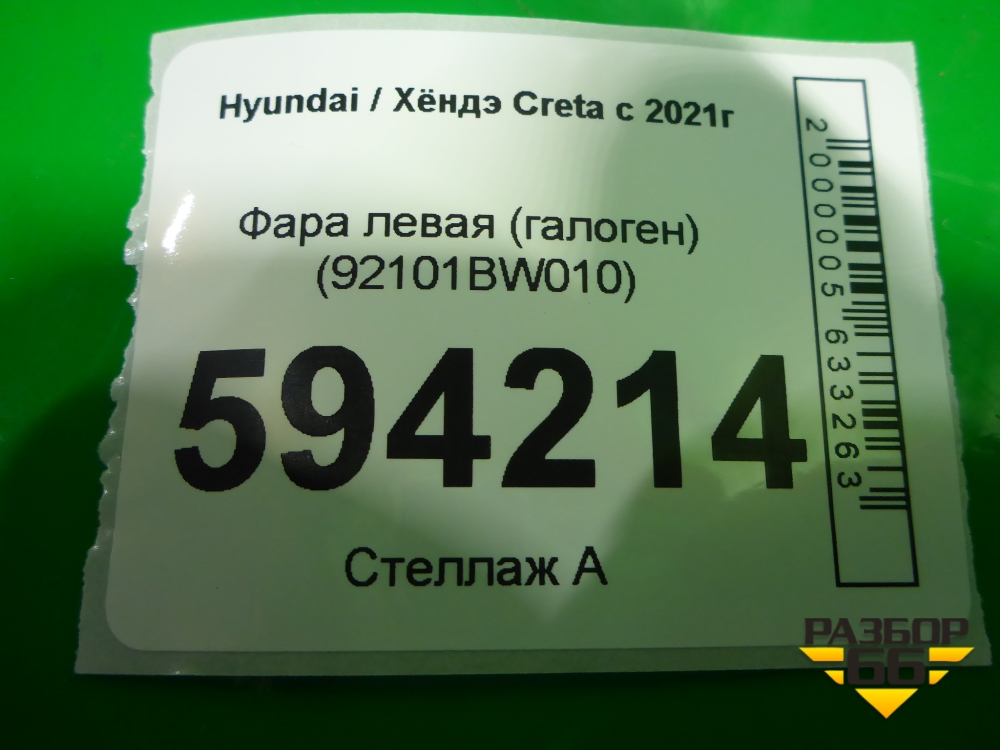 Hyundai / Хёндэ Creta с 2021г
Фара левая (галоген)
(92101BW010)
594214
Стеллаж А
2000005633263
РАЗБОР
66